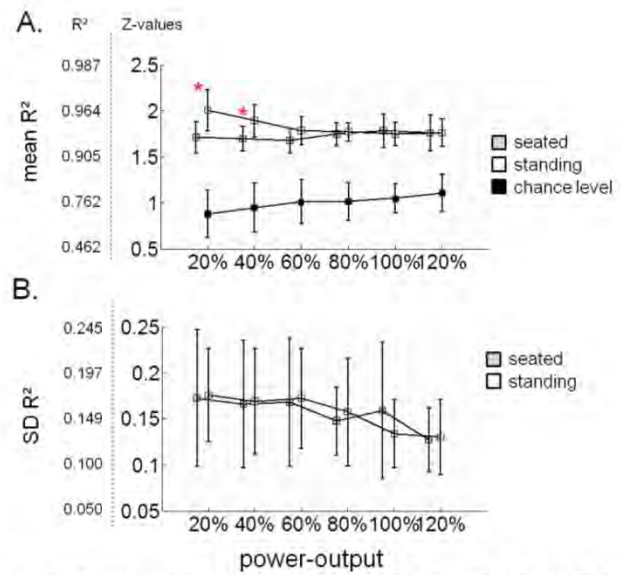 A.
R² Z-values
0.987 2.5
0.964 2
0.905 1.5
0.762 1
0.462 0.5
mean R²
* *
seated
standing
chance level
20% 40% 60% 80% 100% 120%
B.
0.245 0.25
0.197 0.2
0.149 0.15
0.100 0.1
0.050 0.05
SD R²
seated
standing
20% 40% 60% 80% 100% 120%
power-output